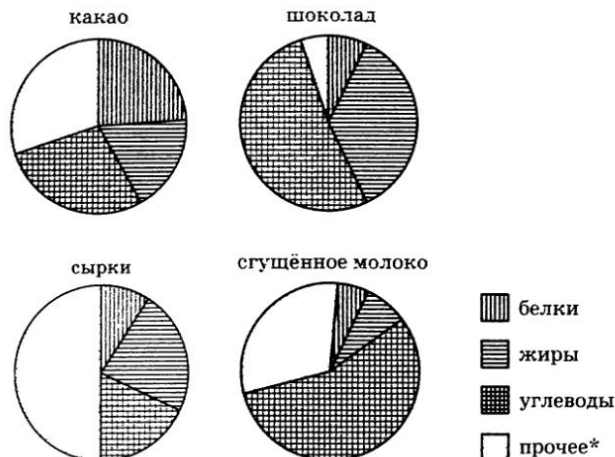 какао
шоколад
сырки
сгущённое молоко
белки
жиры
углеводы
прочее*